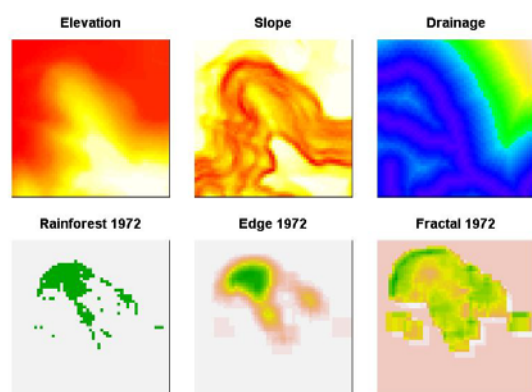 Elevation
Slope
Drainage
Rainforest 1972
Edge 1972
Fractal 1972